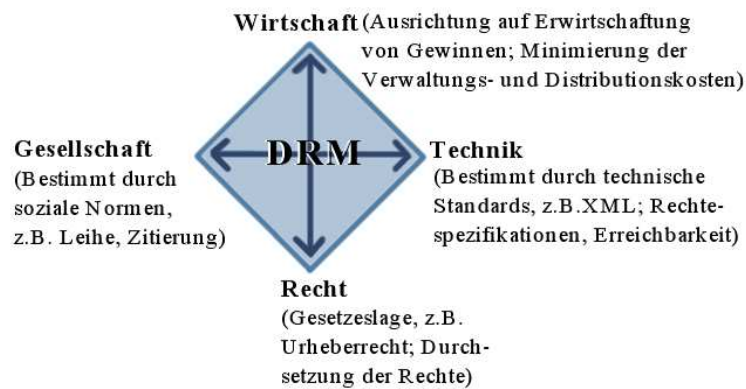 Wirtschaft (Ausrichtung auf Erwirtschaftung
von Gewinnen; Minimierung der
Verwaltungs- und Distributionskosten)
Gesellschaft
(Bestimmt durch
soziale Normen,
z.B. Leihe, Zitierung)
DRM
Technik
(Bestimmt durch technische
Standards, z.B.XML; Rechte-
spezifikationen, Erreichbarkeit)
Recht
(Gesetzeslage, z.B.
Urheberrecht; Durch-
setzung der Rechte)